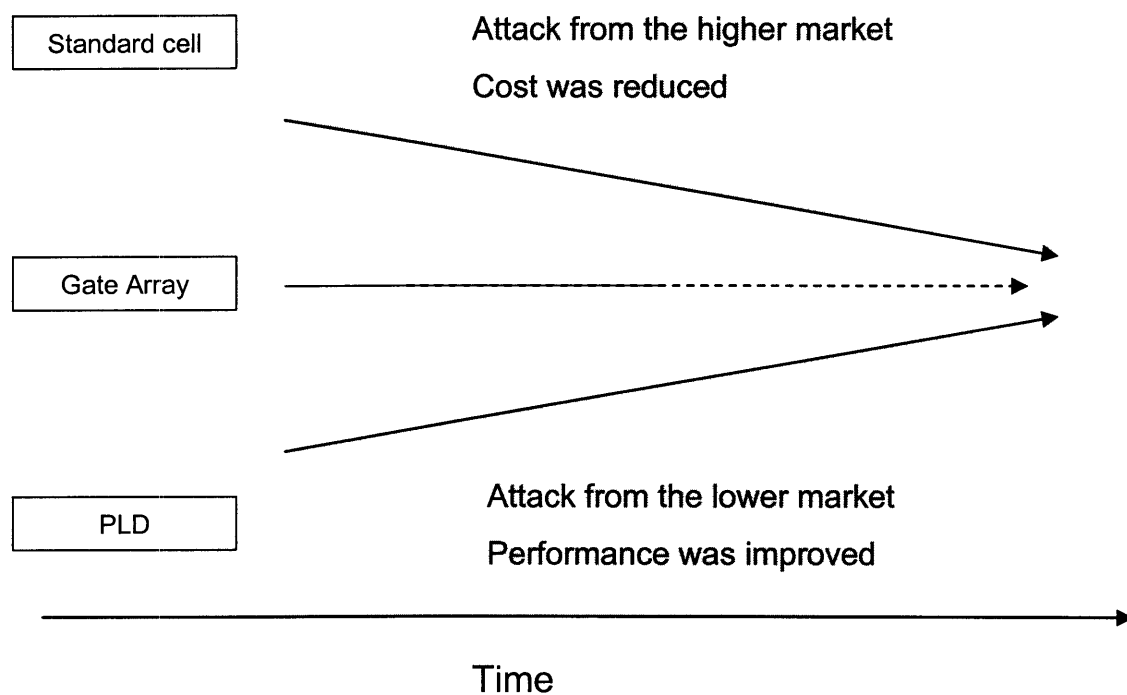 Standard cell
Attack from the higher market
Cost was reduced
Gate Array
PLD
Attack from the lower market
Performance was improved
Time